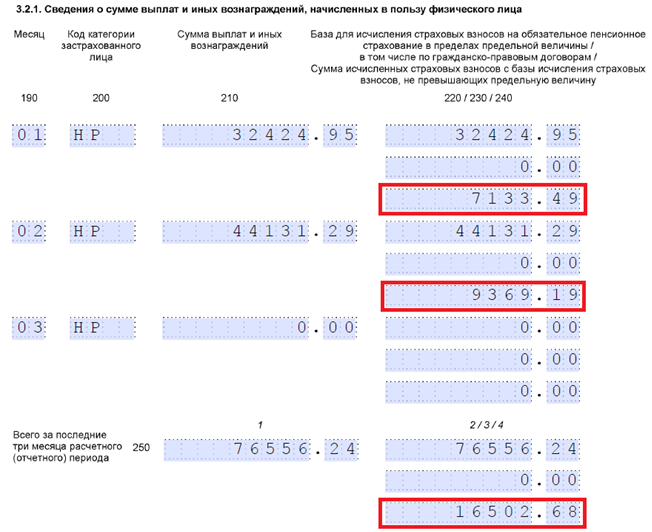 3.2.1. Сведения о сумме выплат и иных вознаграждений, начисленных в пользу физического лица
Месяц Код категории застрахованного лица Сумма выплат и иных вознаграждений База для исчисления страховых взносов на обязательное пенсионное
страхование в пределах предельной величины /
в том числе по гражданско-правовым договорам /
Сумма исчисленных страховых взносов с базы исчисления страховых
взносов, не превышающих предельную величину
190 200 210 220 / 230 / 240
01 НР 32424.95 32424.95
0.00
7133.49
02 НР 44131.29 44131.29
0.00
9369.19
03 НР 0.00 0.00
0.00
0.00
1 2 / 3 / 4
Всего за последние
три месяца расчетного 250 76556.24 76556.24
(отчетного) периода
0.00
16502.68